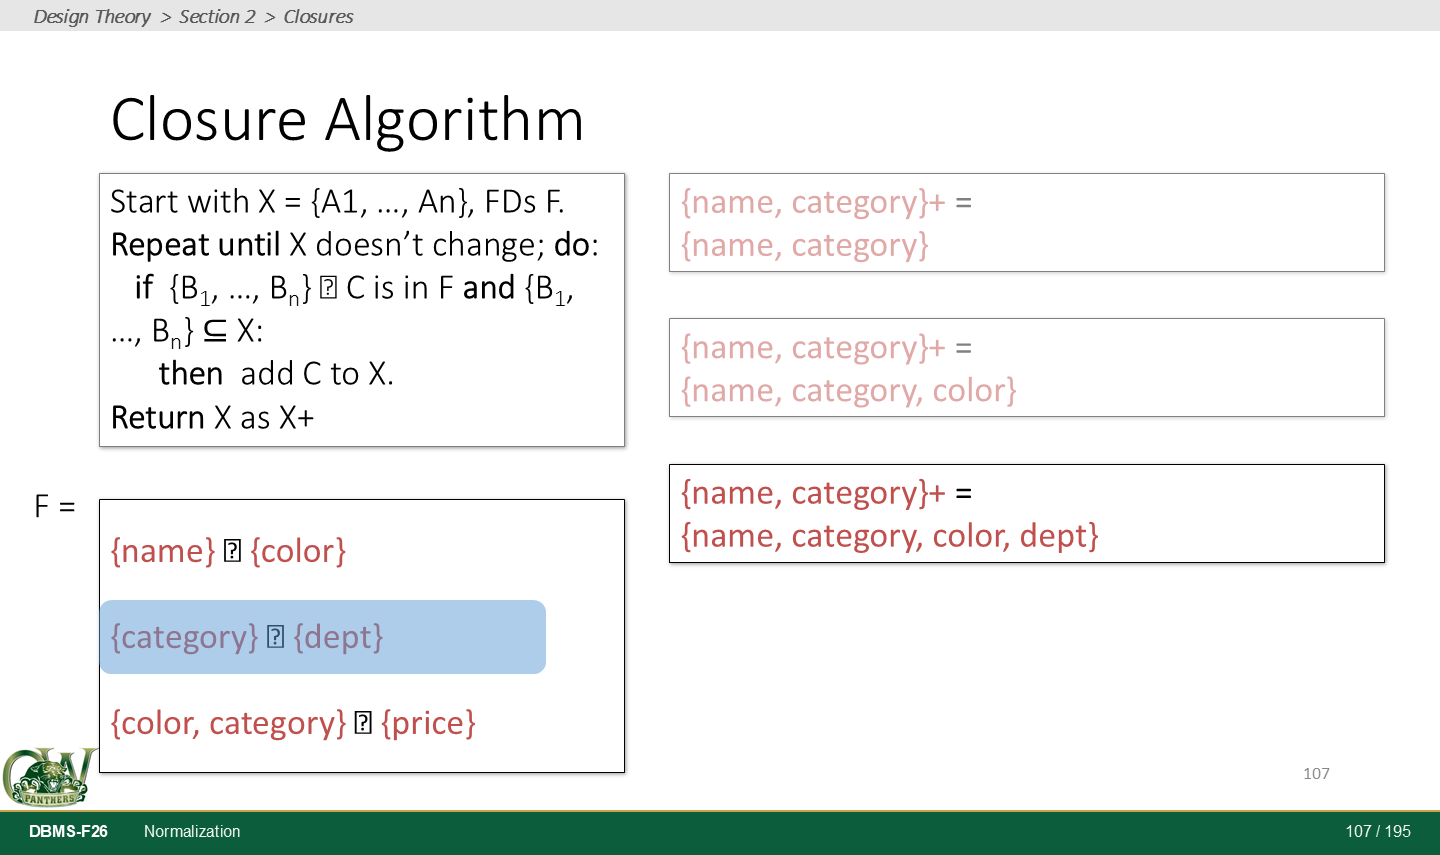 Design Theory > Section 2 > Closures
Closure Algorithm
Start with X = {A1, …, An}, FDs F.
Repeat until X doesn’t change; do:
if {B1, …, Bn} ⍰ C is in F and {B1,
…, Bn} ⊆ X:
then add C to X.
Return X as X+
F =
{name} ⍰ {color}
{category} ⍰ {dept}
{color, category} ⍰ {price}
{name, category}+ =
{name, category}
{name, category}+ =
{name, category, color}
{name, category}+ =
{name, category, color, dept}
107
CW
PANTHERS
DBMS-F26 Normalization 107 / 195